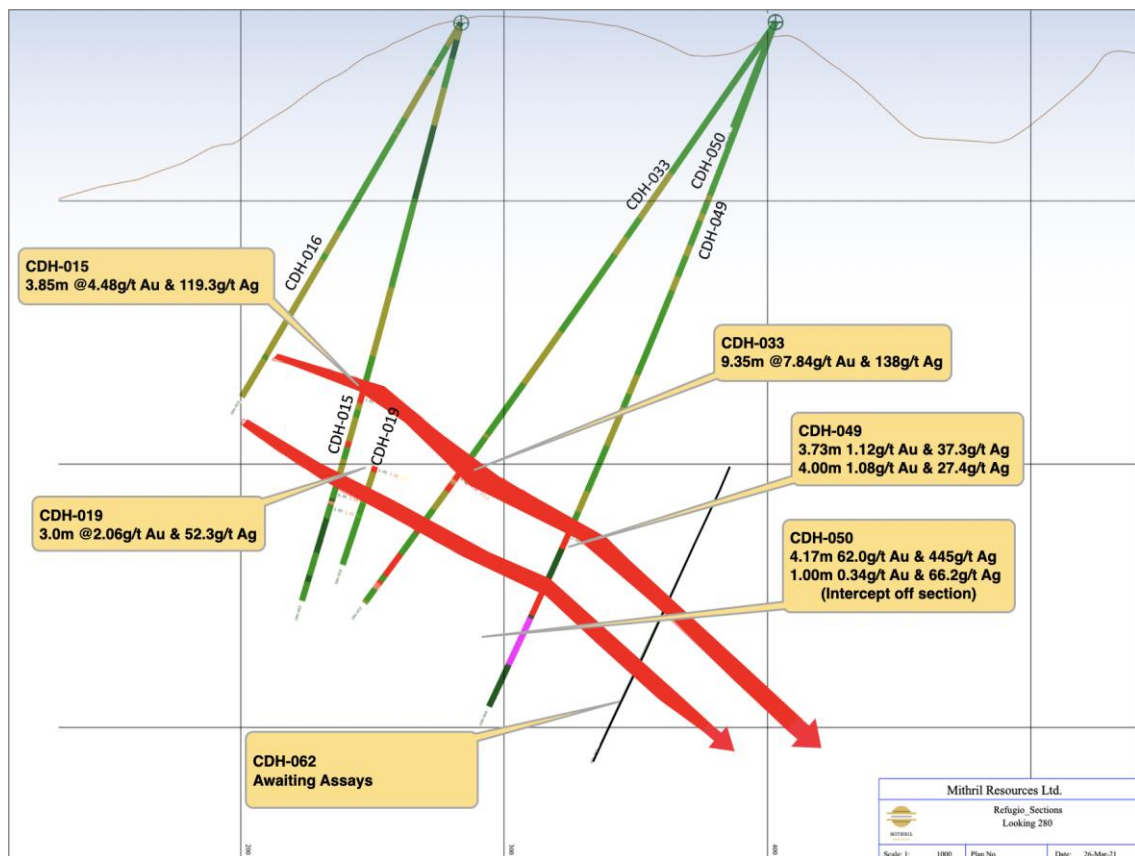 CDH-016
CDH-033
CDH-050
CDH-049
CDH-015
3.85m @4.48g/t Au & 119.3g/t Ag
CDH-033
9.35m @7.84g/t Au & 138g/t Ag
CDH-015
CDH-019
CDH-049
3.73m 1.12g/t Au & 37.3g/t Ag
4.00m 1.08g/t Au & 27.4g/t Ag
CDH-019
3.0m @2.06g/t Au & 52.3g/t Ag
CDH-050
4.17m 62.0g/t Au & 445g/t Ag
1.00m 0.34g/t Au & 66.2g/t Ag
(Intercept off section)
CDH-062
Awaiting Assays
Mithril Resources Ltd.
Refugio_Sections
Looking 280
MITHRIL
Scale: 1: 1000 Plan No. Date: 26-Mar-21
200
300
400